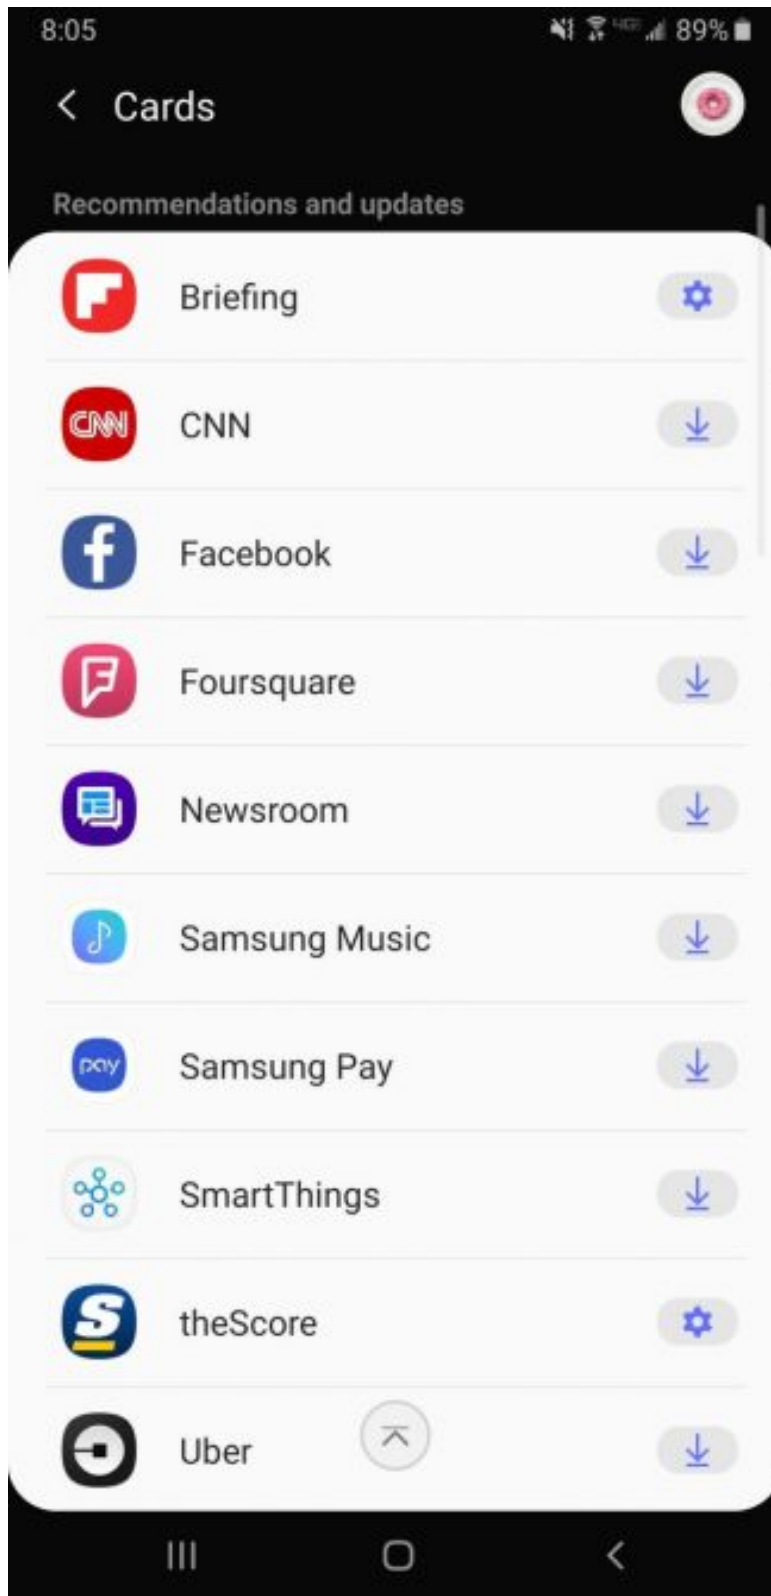 8:05
4GE 89%
Cards
Recommendations and updates
Briefing
CNN CNN
Facebook
Foursquare
Newsroom
Samsung Music
pay Samsung Pay
SmartThings
theScore
Uber